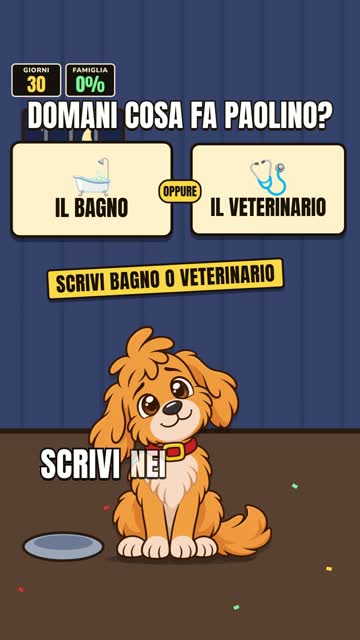 GIORNI
30
FAMIGLIA
0%
DOMANI COSA FA PAOLINO?
IL BAGNO
OPPURE
IL VETERINARIO
SCRIVI BAGNO O VETERINARIO
SCRIVI NEI